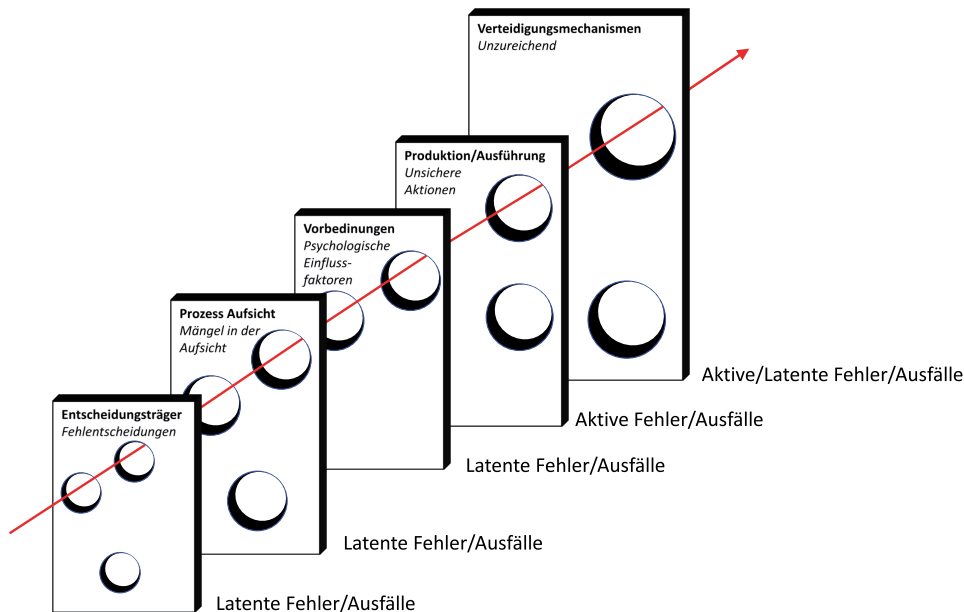 Verteidigungsmechanismen
Unzureichend
Produktion/Ausführung
Unsichere
Aktionen
Vorbedinungen
Psychologische
Einfluss-
faktoren
Prozess Aufsicht
Mängel in der
Aufsicht
Entscheidungsträger
Fehlentscheidungen
Aktive/Latente Fehler/Ausfälle
Aktive Fehler/Ausfälle
Latente Fehler/Ausfälle
Latente Fehler/Ausfälle
Latente Fehler/Ausfälle